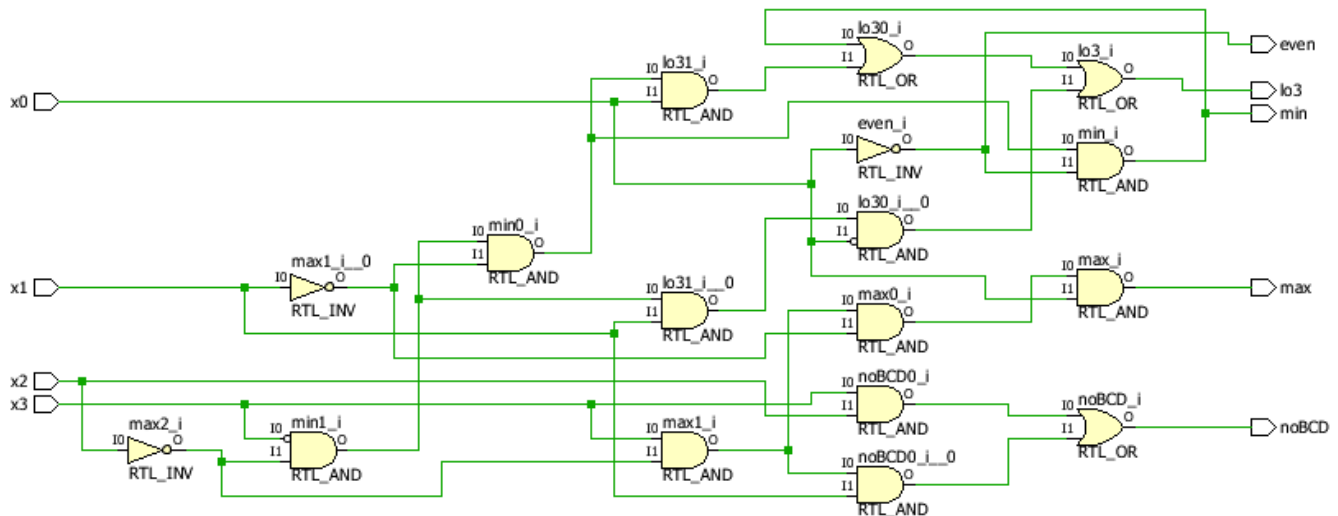 I0 lo30_i
O
I1
RTL_OR
even
lo31_i
I0
O
I1
RTL_AND
lo3_i
I0
O
I1
RTL_OR
lo3
x0
min
even_i
I0
O
RTL_INV
min_i
I0
O
I1
RTL_AND
min0_i
I0
O
I1
RTL_AND
lo30_i__0
I0
O
I1
RTL_AND
max1_i__0
I0
O
RTL_INV
x1
lo31_i__0
I0
O
I1
RTL_AND
max0_i
I0
O
I1
RTL_AND
max_i
I0
O
I1
RTL_AND
max
x2
x3
noBCD0_i
I0
O
I1
RTL_AND
max2_i
I0
O
RTL_INV
min1_i
I0
O
I1
RTL_AND
max1_i
I0
O
I1
RTL_AND
noBCD_i
I0
O
I1
RTL_OR
noBCD
noBCD0_i__0
I0
O
I1
RTL_AND